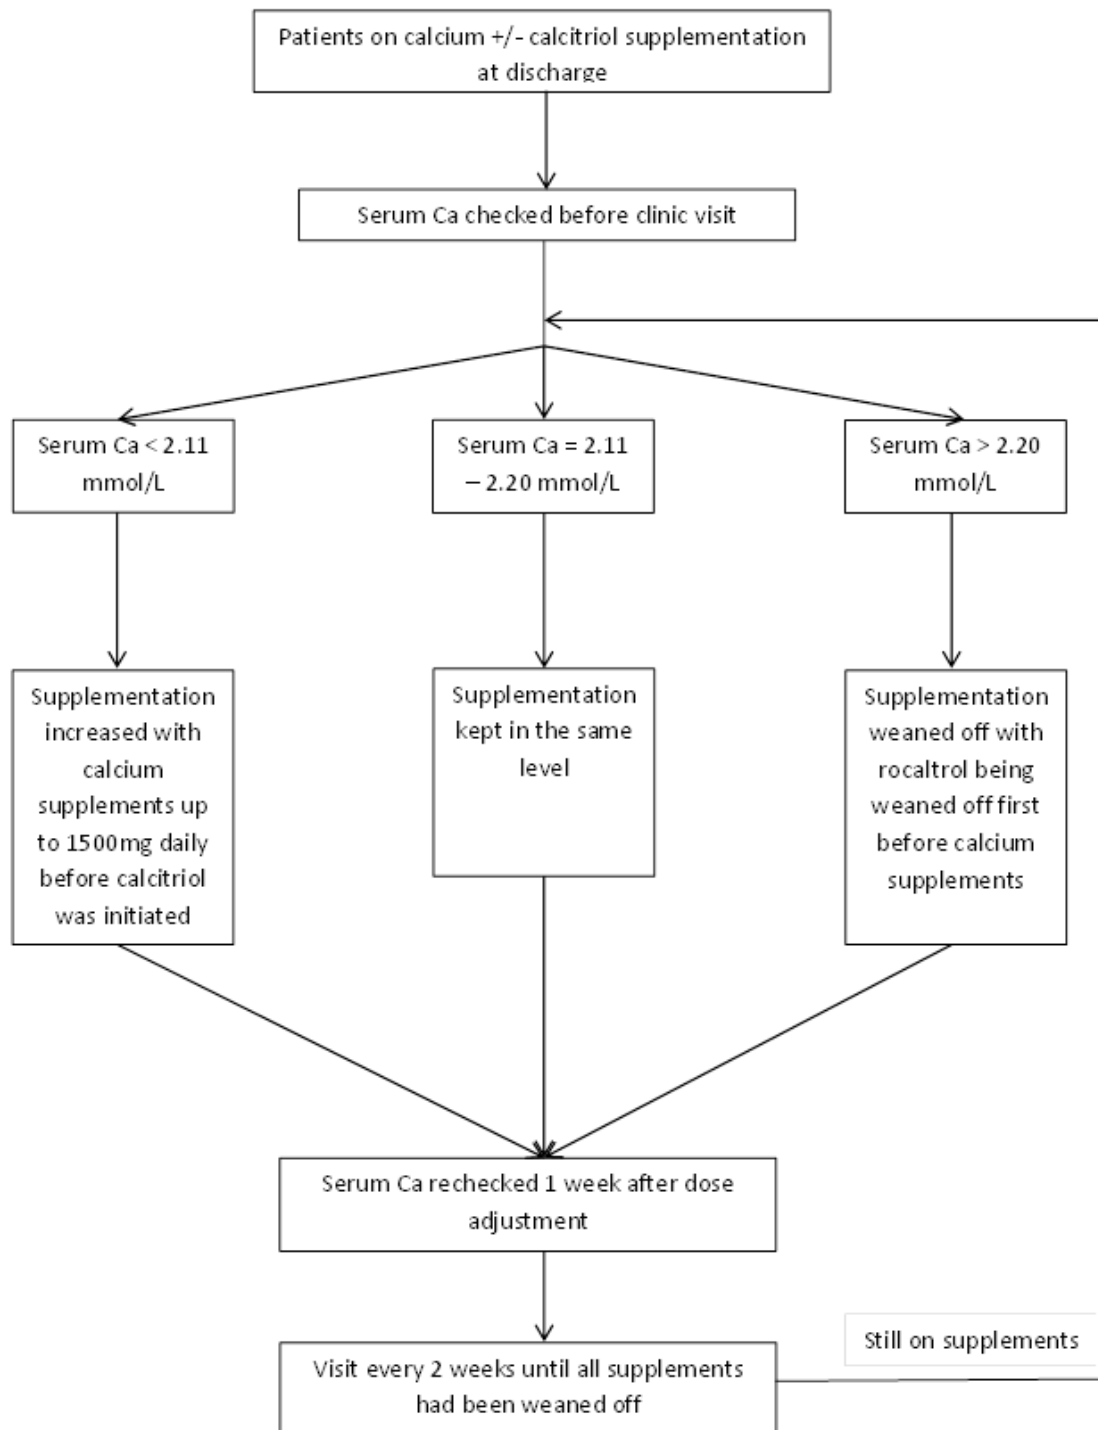 Patients on calcium +/- calcitriol supplementation
at discharge
Serum Ca checked before clinic visit
Serum Ca < 2.11
mmol/L
Serum Ca = 2.11
– 2.20 mmol/L
Serum Ca > 2.20
mmol/L
Supplementation
increased with
calcium
supplements up
to 1500mg daily
before calcitriol
was initiated
Supplementation
kept in the same
level
Supplementation
weaned off with
rocaltrol being
weaned off first
before calcium
supplements
Serum Ca rechecked 1 week after dose
adjustment
Visit every 2 weeks until all supplements
had been weaned off
Still on supplements